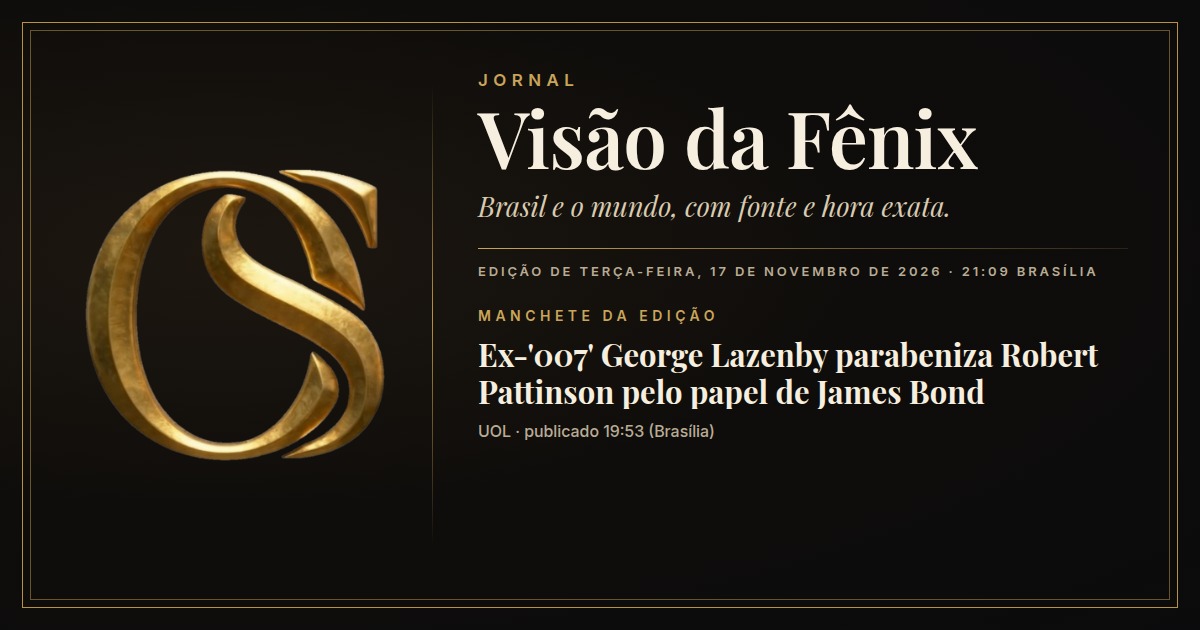 JORNAL
Visão da Fênix
Brasil e o mundo, com fonte e hora exata.
EDIÇÃO DE TERÇA-FEIRA, 17 DE NOVEMBRO DE 2026 · 21:09 BRASÍLIA
MANCHETE DA EDIÇÃO
Ex-'007' George Lazenby parabeniza Robert
Pattinson pelo papel de James Bond
UOL · publicado 19:53 (Brasília)